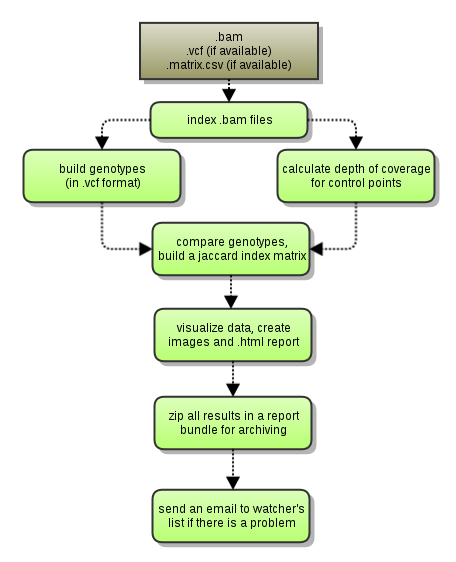 .bam
.vcf (if available)
.matrix.csv (if available)
index .bam files
build genotypes
(in .vcf format)
calculate depth of coverage
for control points
compare genotypes,
build a jaccard index matrix
visualize data, create
images and .html report
zip all results in a report
bundle for archiving
send an email to watcher's
list if there is a problem